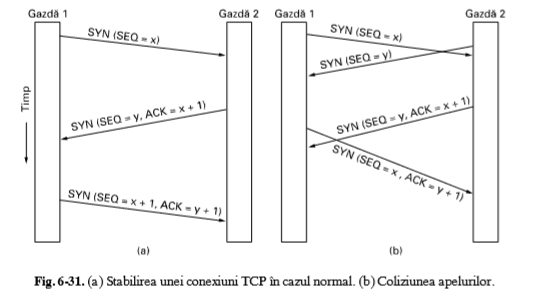 Gazdă 1
Gazdă 2
Gazdă 1
Gazdă 2
SYN (SEQ = x)
SYN (SEQ = y, ACK = x + 1)
SYN (SEQ = x + 1, ACK = y + 1)
Timp
(a)
SYN (SEQ = x)
SYN (SEQ = y)
SYN (SEQ = y, ACK = x + 1)
SYN (SEQ = x , ACK = y + 1)
(b)
Fig. 6-31. (a) Stabilirea unei conexiuni TCP în cazul normal. (b) Coliziunea apelurilor.